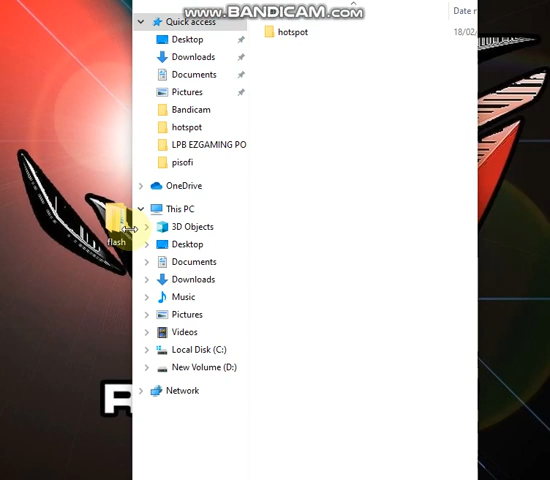 www.BANDICAM.com
Quick access
Date r
Desktop
hotspot
18/02/
Downloads
Documents
Pictures
Bandicam
hotspot
LPB EZGAMING PO
pisofi
OneDrive
This PC
flash
3D Objects
Desktop
Documents
Downloads
Music
Pictures
Videos
Local Disk (C:)
New Volume (D:)
Network
R